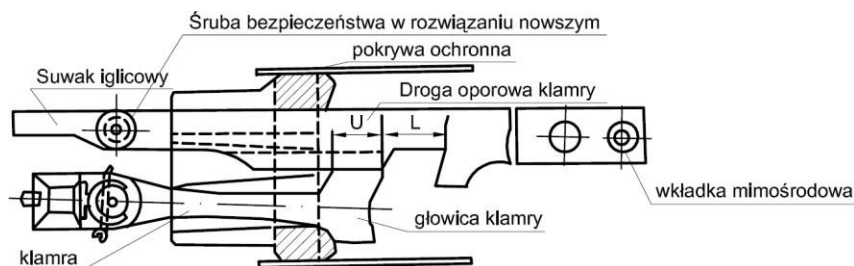 Śruba bezpieczeństwa w rozwiązaniu nowszym
pokrywa ochronna
Suwak iglicowy
Droga oporowa klamry
U L
wkładka mimośrodowa
głowica klamry
klamra